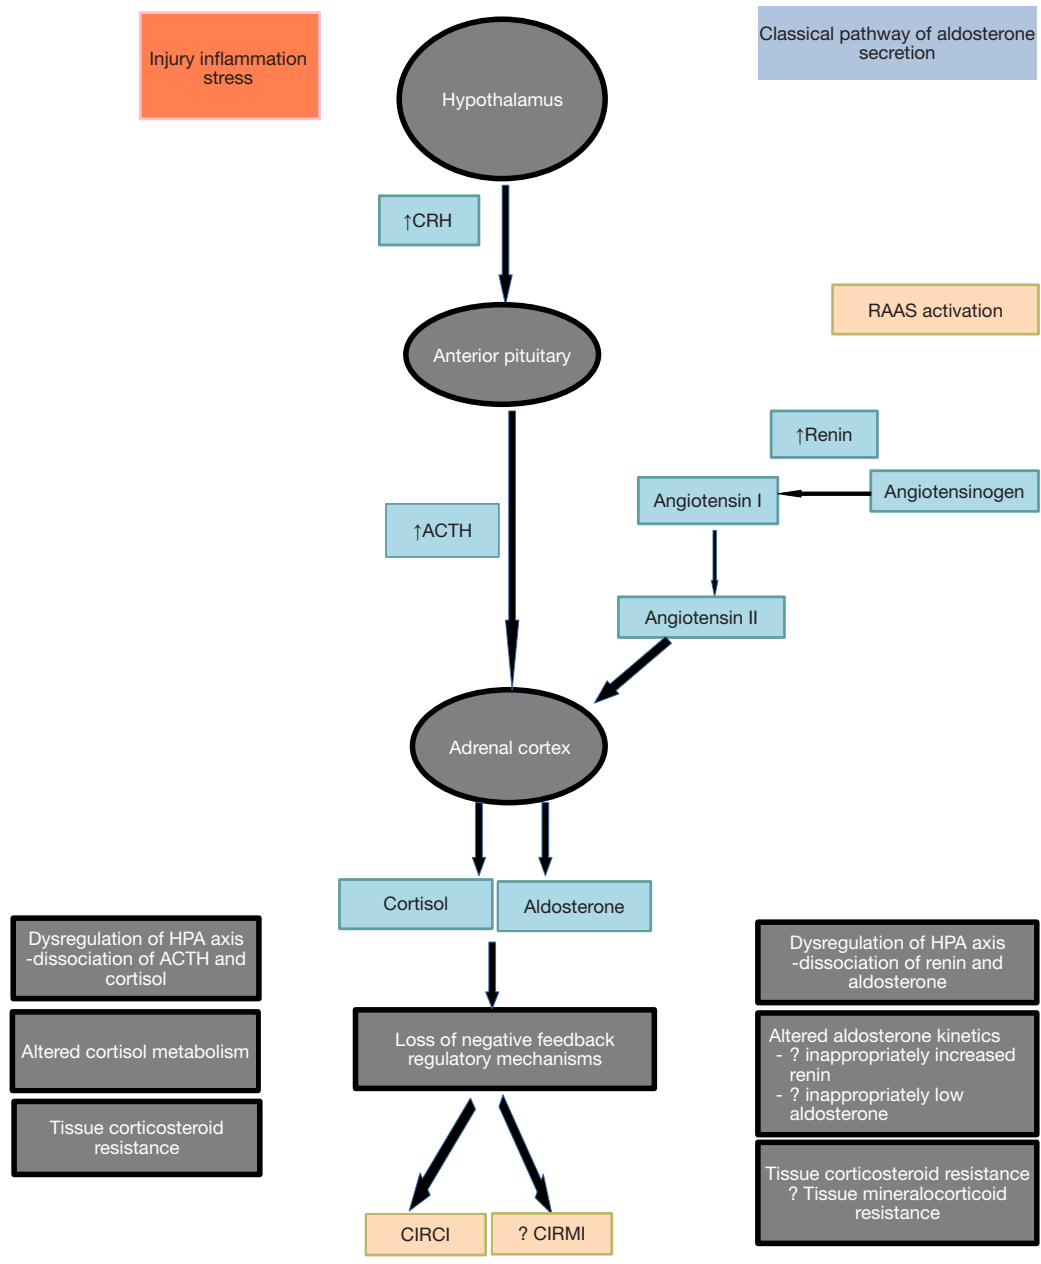 Injury inflammation
stress
Hypothalamus
Classical pathway of aldosterone
secretion
↑CRH
RAAS activation
Anterior pituitary
↑Renin
Angiotensin I
Angiotensinogen
↑ACTH
Angiotensin II
Adrenal cortex
Cortisol
Aldosterone
Dysregulation of HPA axis
-dissociation of ACTH and
cortisol
Altered cortisol metabolism
Tissue corticosteroid
resistance
Loss of negative feedback
regulatory mechanisms
CIRCI
? CIRMI
Dysregulation of HPA axis
-dissociation of renin and
aldosterone
Altered aldosterone kinetics
- ? inappropriately increased
renin
- ? inappropriately low
aldosterone
Tissue corticosteroid resistance
? Tissue mineralocorticoid
resistance